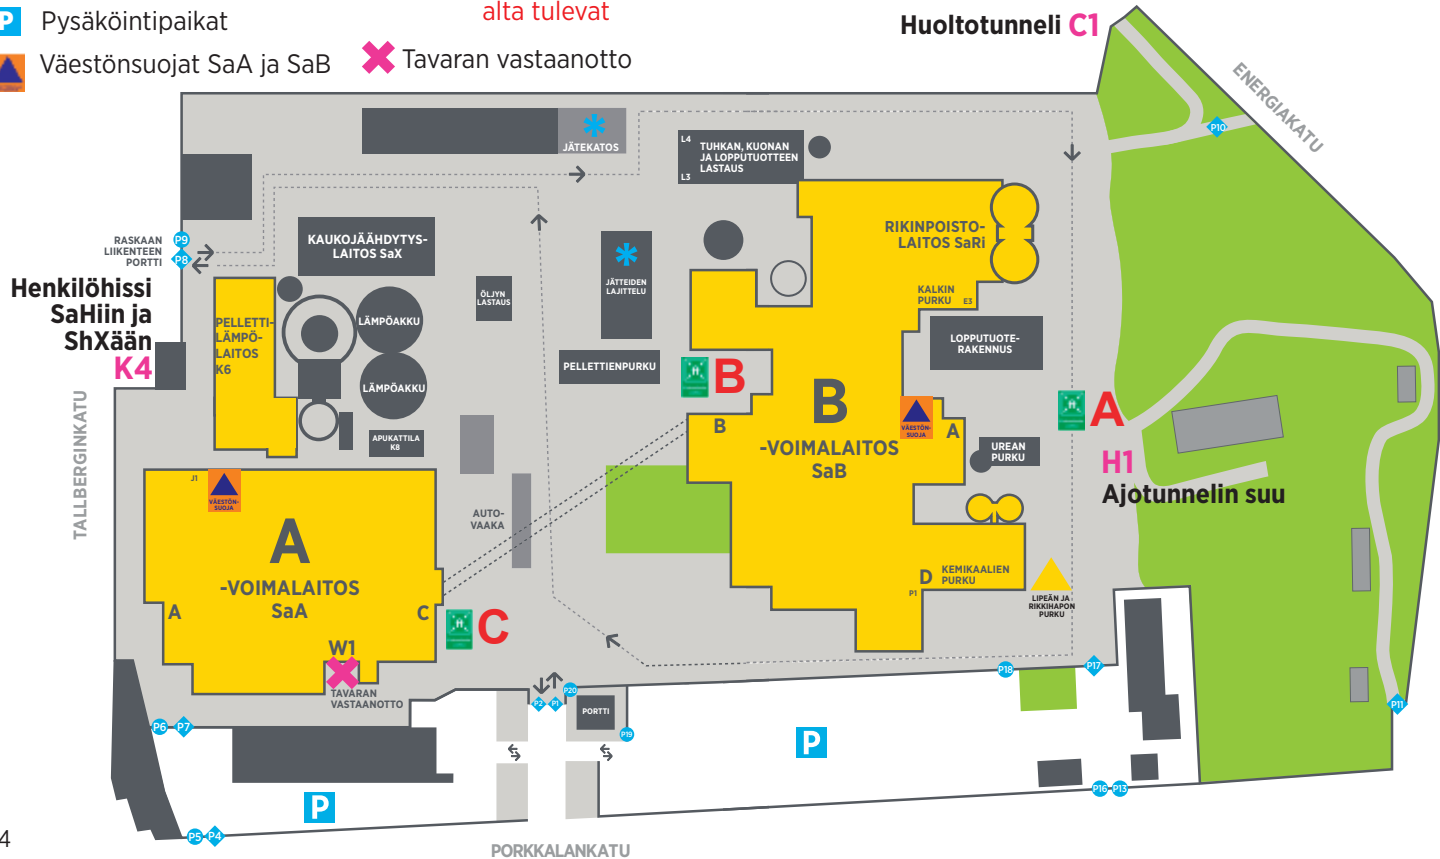 P Pysäköintipaikat
alta tulevat
Väestönsuojat SaA ja SaB
Tavaran vastaanotto
Huoltotunneli C1
ENERGIAKATU
P10
JÄTEKATOS
L4
TUHKAN, KUONAN
JA LOPPUTUOTTEEN
LASTAUS
L3
RASKAAN
LIIKENTEEN
PORTTI
P9
P8
KAUKOJÄÄHDYTYS-
LAITOS SaX
RIKINPOISTO-
LAITOS SaRi
JÄTTEIDEN
LAJITTELU
ÖLJYN
LASTAUS
KALKIN
PURKU
E3
Henkilöhissi
SaHiin ja
ShXään
K4
PELLETTI-
LÄMPÖ-
LAITOS
K6
LÄMPÖAKKU
LÄMPÖAKKU
PELLETTIENPURKU
LOPPUTUOTE-
RAKENNUS
B
B
A
TALLBERGINKATU
APUKATTILA
K8
B
-VOIMALAITOS
SaB
VÄESTÖN-
SUOJA
A
UREAN
PURKU
H1
Ajotunnelin suu
J1
VÄESTÖN-
SUOJA
AUTO-
VAAKA
A
-VOIMALAITOS
SaA
A
C
C
D
KEMIKAALIEN
PURKU
P1
LIPEÄN JA
RIKKIHAPON
PURKU
W1
TAVARAN
VASTAANOTTO
P18
P17
P20
P2
P1
PORTTI
P19
P11
P6
P7
P
P
P16
P13
P5
P4
4
PORKKALANKATU